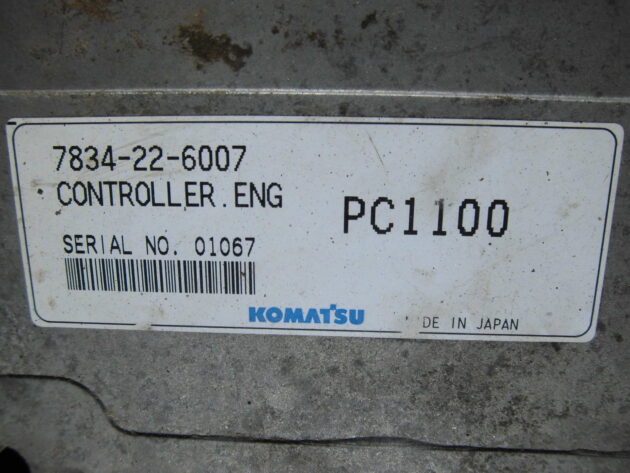 7834-22-6007
CONTROLLER.ENG
PC1100
SERIAL NO. 01067
KOMATSU
DE IN JAPAN